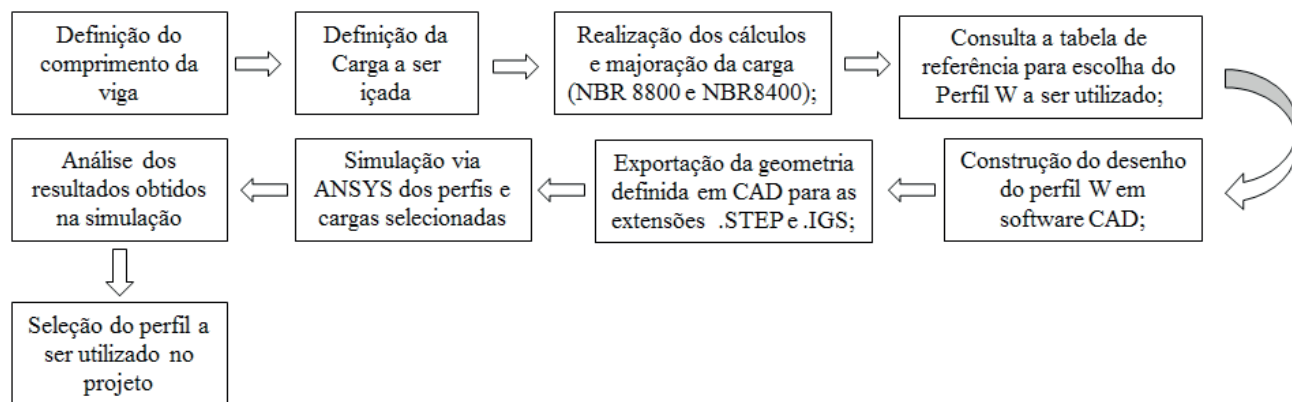 Definição do
comprimento da
viga
Definição da
Carga a ser
içada
Realização dos cálculos
e majoração da carga
(NBR 8800 e NBR8400);
Consulta a tabela de
referência para escolha do
Perfil W a ser utilizado;
Construção do desenho
do perfil W em
software CAD;
Exportação da geometria
definida em CAD para as
extensões .STEP e .IGS;
Simulação via
ANSYS dos perfis e
cargas selecionadas
Análise dos
resultados obtidos
na simulação
Seleção do perfil a
ser utilizado no
projeto